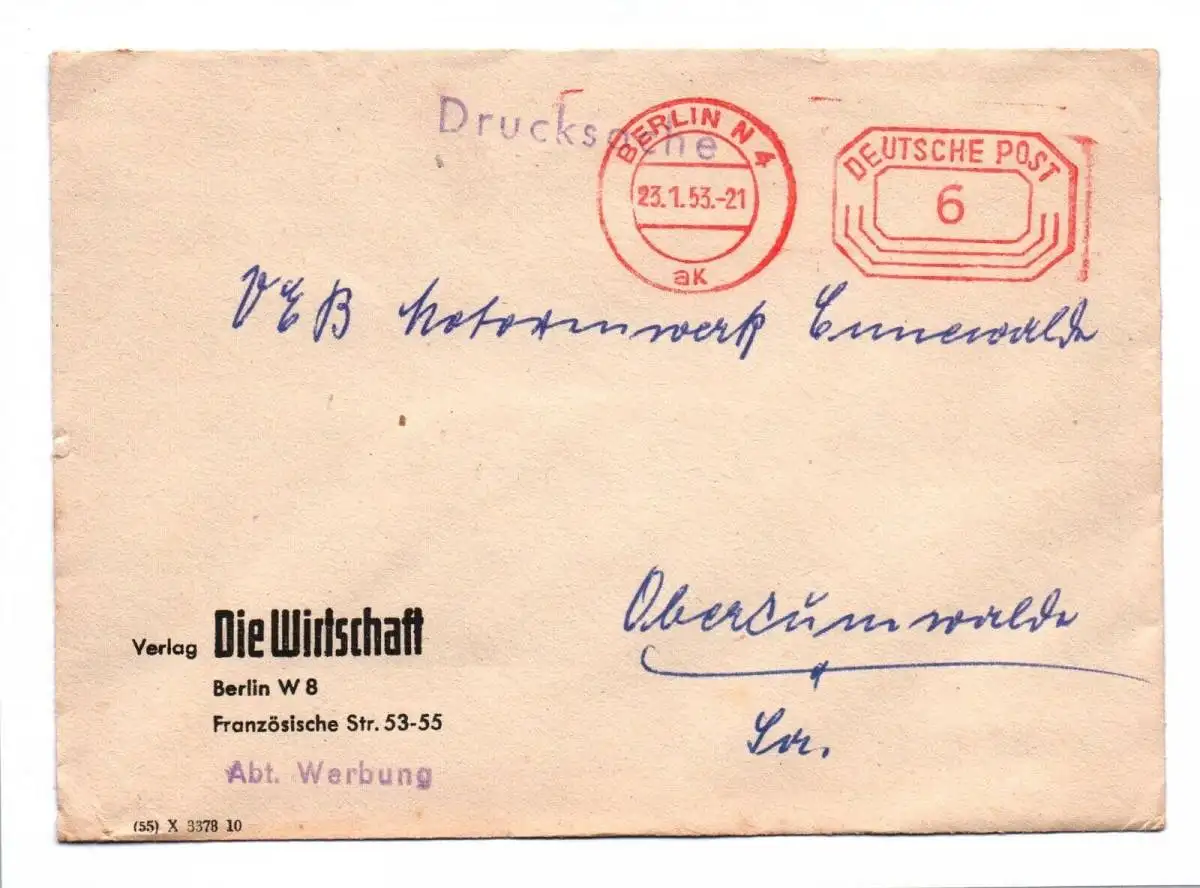 Drucksache
BERLIN N 4
23.1.53.-21
aK
DEUTSCHE POST
6
VEB Motorenwerk Cunewalde
Obercunewalde
Sa.
Verlag Die Wirtschaft
Berlin W 8
Französische Str. 53-55
Abt. Werbung
(55) X 3378 10